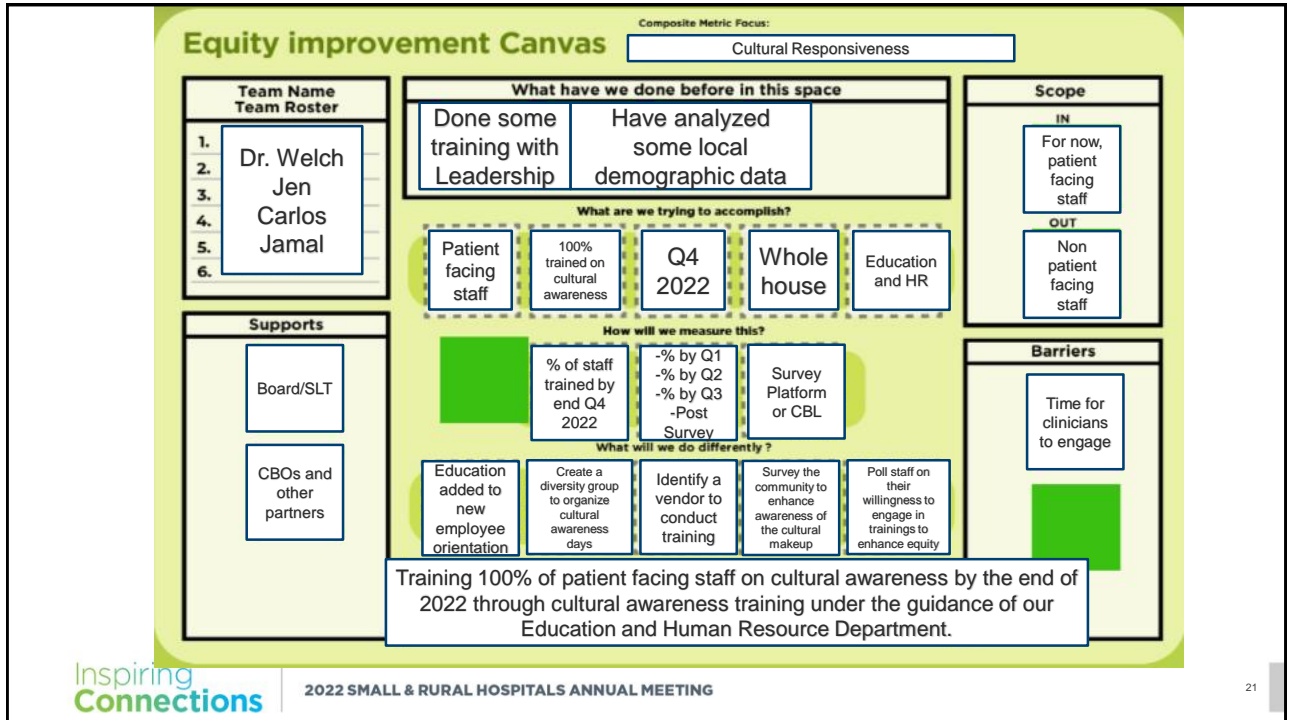 Composite Metric Focus:
Equity improvement Canvas
Cultural Responsiveness
Team Name
Team Roster
1.
2.
3.
4.
5.
6.
Dr. Welch
Jen
Carlos
Jamal
What have we done before in this space
Done some
training with
Leadership
Have analyzed
some local
demographic data
Scope
IN
For now,
patient
facing
staff
OUT
Non
patient
facing
staff
What are we trying to accomplish?
Patient
facing
staff
100%
trained on
cultural
awareness
Q4
2022
Whole
house
Education
and HR
Supports
Board/SLT
CBOs and
other
partners
How will we measure this?
% of staff
trained by
end Q4
2022
-% by Q1
-% by Q2
-% by Q3
-Post
Survey
Survey
Platform
or CBL
Barriers
Time for
clinicians
to engage
What will we do differently ?
Education
added to
new
employee
orientation
Create a
diversity group
to organize
cultural
awareness
days
Identify a
vendor to
conduct
training
Survey the
community to
enhance
awareness of
the cultural
makeup
Poll staff on
their
willingness to
engage in
trainings to
enhance equity
Training 100% of patient facing staff on cultural awareness by the end of
2022 through cultural awareness training under the guidance of our
Education and Human Resource Department.
Inspiring
Connections
2022 SMALL & RURAL HOSPITALS ANNUAL MEETING
21